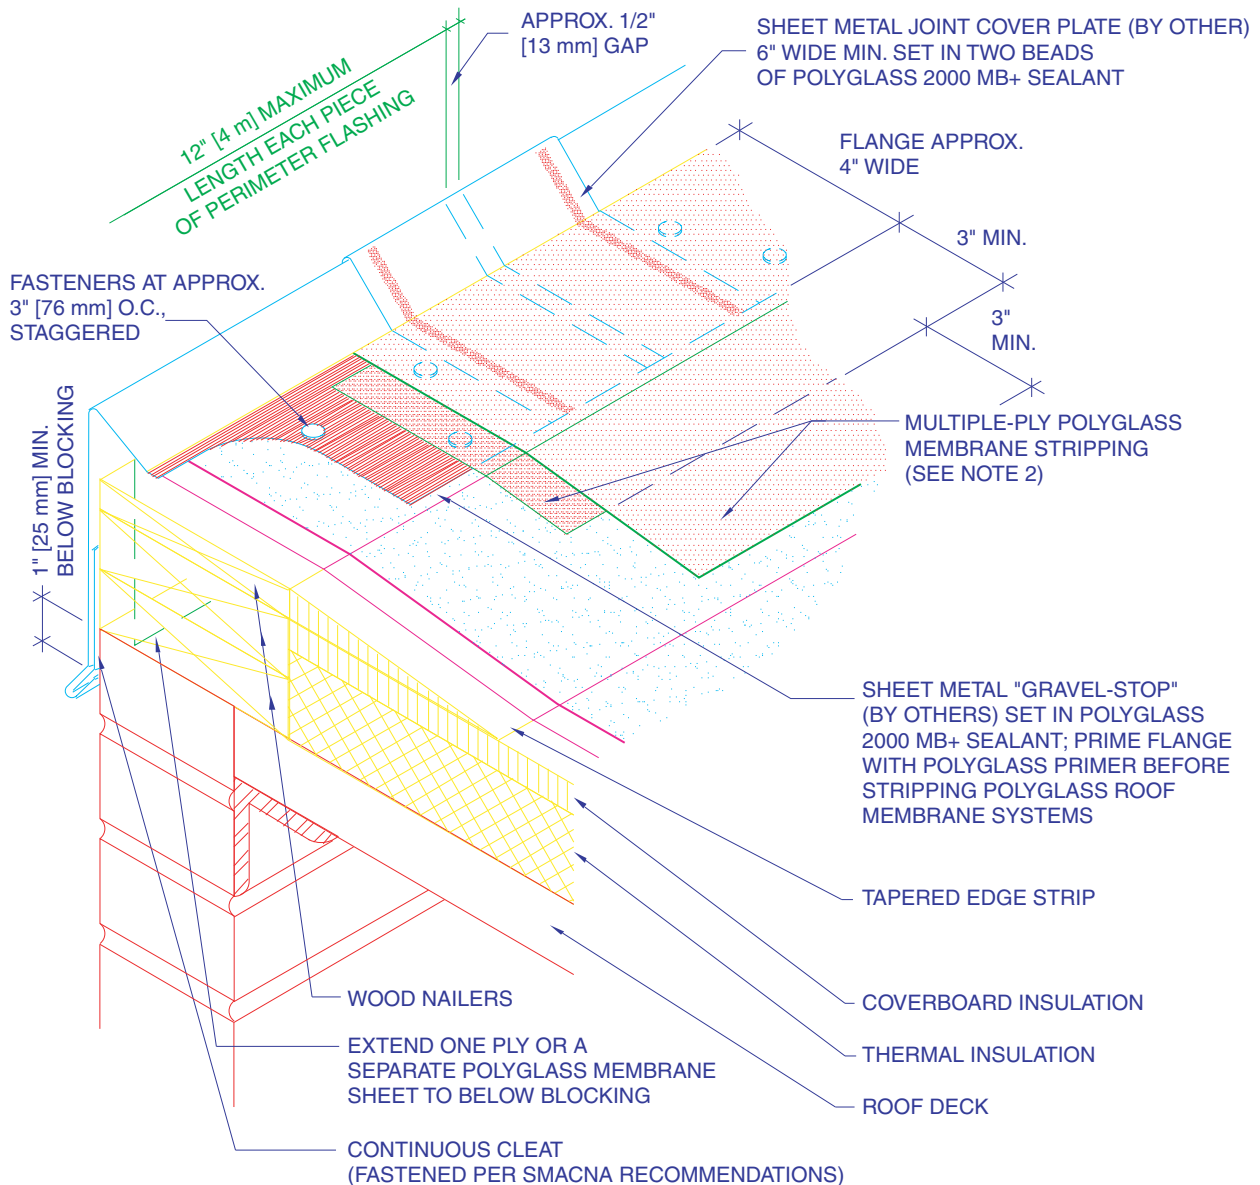 APPROX. 1/2"
[13 mm] GAP
SHEET METAL JOINT COVER PLATE (BY OTHER)
6" WIDE MIN. SET IN TWO BEADS
OF POLYGLASS 2000 MB+ SEALANT
12" [4 m] MAXIMUM
LENGTH EACH PIECE
OF PERIMETER FLASHING
FLANGE APPROX.
4" WIDE
3" MIN.
3"
MIN.
FASTENERS AT APPROX.
3" [76 mm] O.C.,
STAGGERED
1" [25 mm] MIN.
BELOW BLOCKING
MULTIPLE-PLY POLYGLASS
MEMBRANE STRIPPING
(SEE NOTE 2)
SHEET METAL "GRAVEL-STOP"
(BY OTHERS) SET IN POLYGLASS
2000 MB+ SEALANT; PRIME FLANGE
WITH POLYGLASS PRIMER BEFORE
STRIPPING POLYGLASS ROOF
MEMBRANE SYSTEMS
TAPERED EDGE STRIP
COVERBOARD INSULATION
THERMAL INSULATION
ROOF DECK
WOOD NAILERS
EXTEND ONE PLY OR A
SEPARATE POLYGLASS MEMBRANE
SHEET TO BELOW BLOCKING
CONTINUOUS CLEAT
(FASTENED PER SMACNA RECOMMENDATIONS)